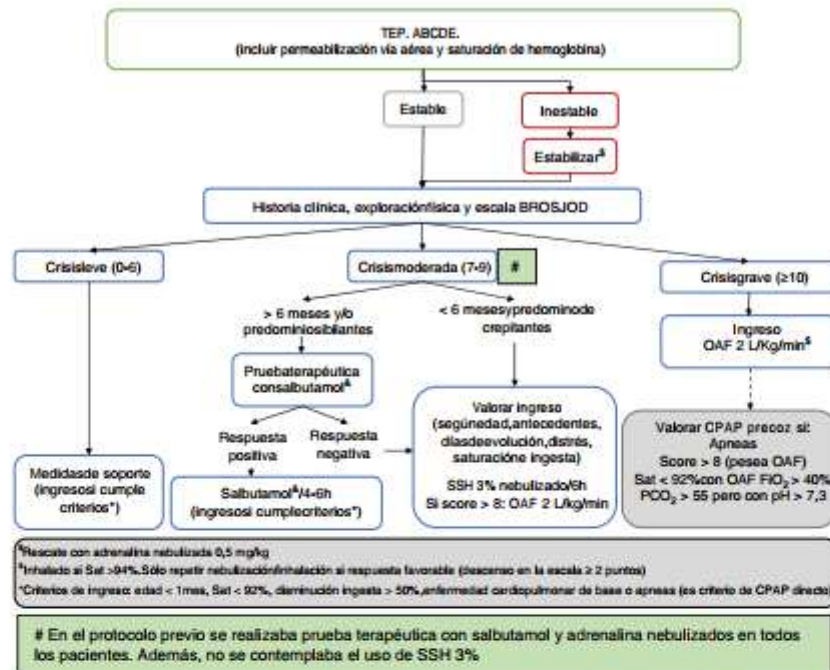 TEP. ABCDE.
(incluir permeabilización vía aérea y saturación de hemoglobina)
Estable
Inestable
Estabilizar$
Historia clínica, exploraciónfísica y escala BROSJOD
Crisisleve (0-6)
Crisismoderada (7-9)
#
Crisisgrave (≥10)
> 6 meses y/o
predominiosibilantes
< 6 mesesypredominode
crepitantes
Ingreso
OAF 2 L/Kg/min$
Pruebaterapéutica
consalbutamol&
Respuesta
positiva
Respuesta
negativa
Valorar ingreso
(segúnedad,antecedentes,
díasdeevolución,distrés,
saturacióne ingesta)
SSH 3% nebulizado/6h
Si score > 8: OAF 2 L/kg/min
Valorar CPAP precoz si:
Apneas
Score > 8 (pesea OAF)
Sat < 92%con OAF FiO2 > 40%
PCO2 > 55 pero con pH > 7,3
Medidasde soporte
(ingresosi cumple
criterios*)
Salbutamol&/4-6h
(ingresosi cumplecriterios*)
$Rescate con adrenalina nebulizada 0,5 mg/kg
Inhalado si Sat >94%.Sólo repetir nebulización/inhalación si respuesta favorable (descenso en la escala ≥ 2 puntos)
*Criterios de ingreso: edad < 1mes, Sat < 92%, disminución ingesta > 50%,enfermedad cardiopulmonar de base o apneas (es criterio de CPAP directo)
# En el protocolo previo se realizaba prueba terapéutica con salbutamol y adrenalina nebulizados en todos
los pacientes. Además, no se contemplaba el uso de SSH 3%